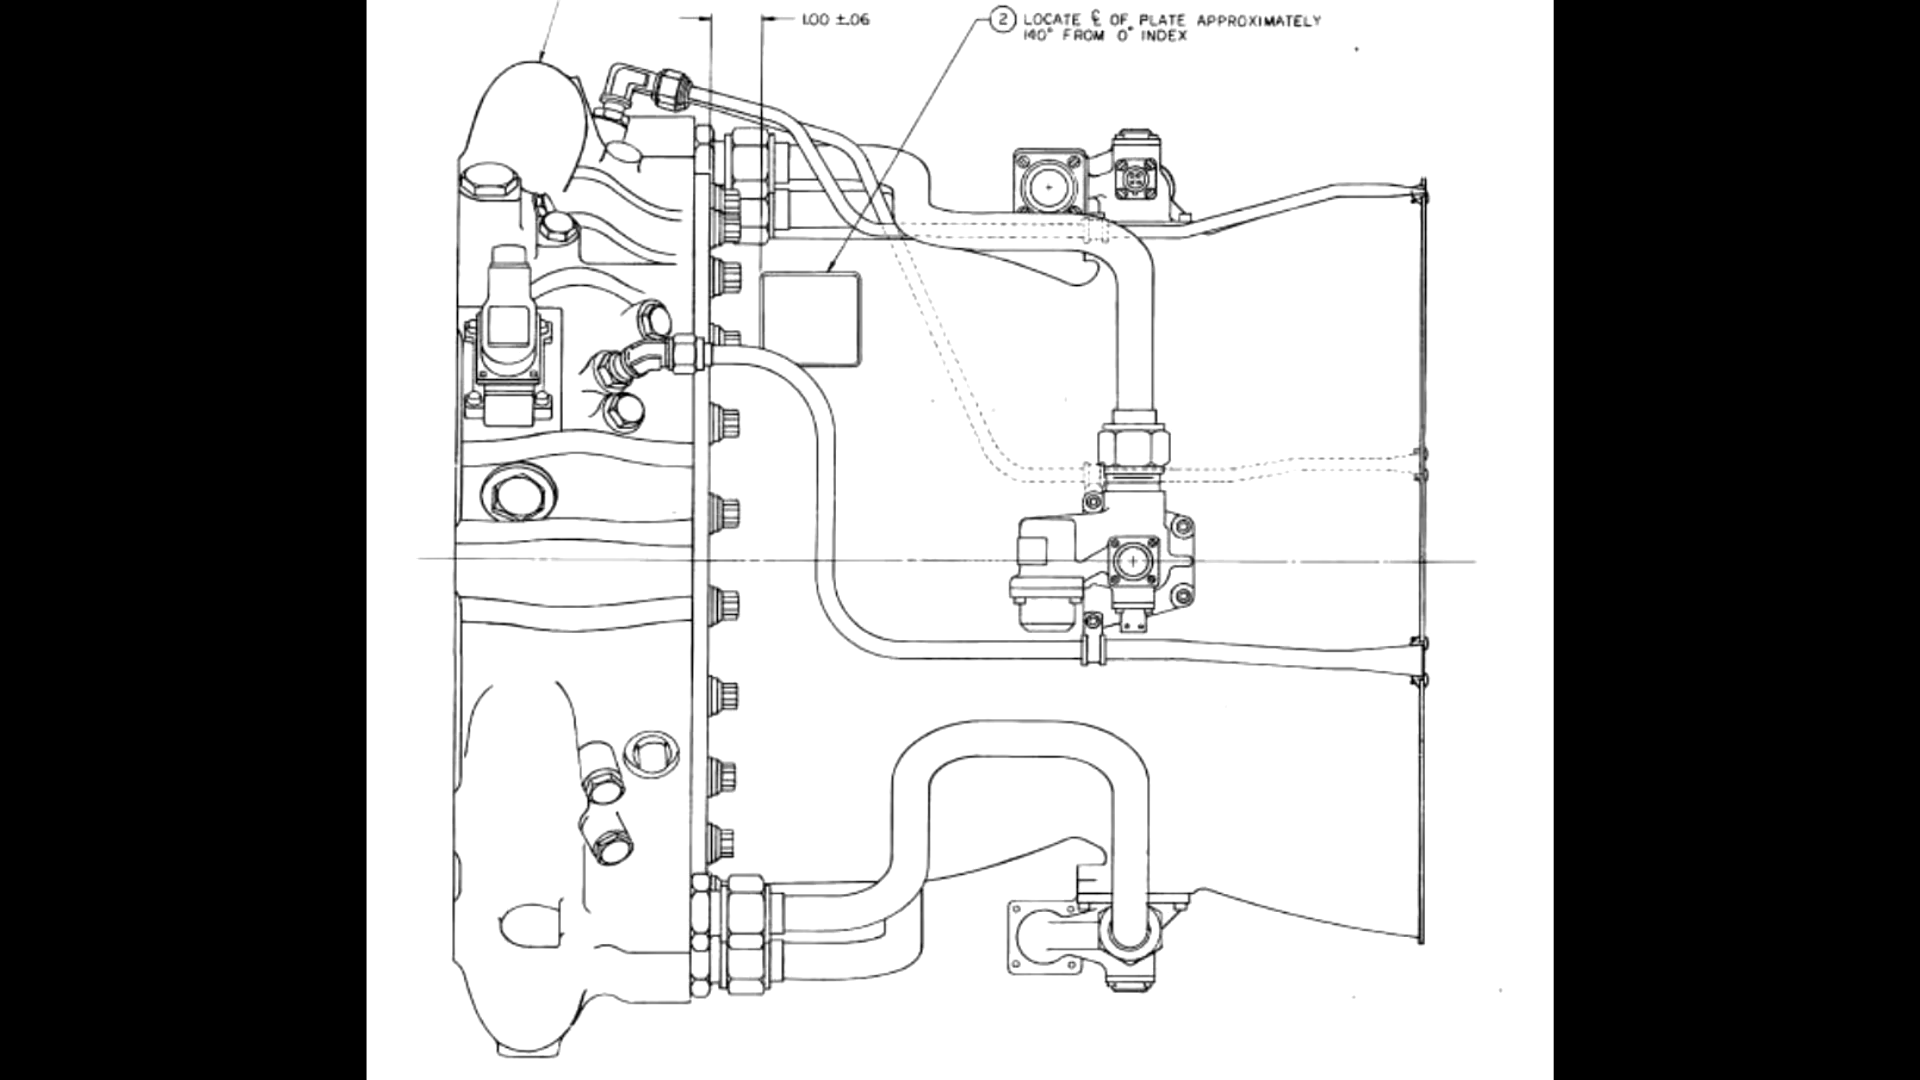 1.00 ±.06
2 LOCATE ℄ OF PLATE APPROXIMATELY
140° FROM 0° INDEX